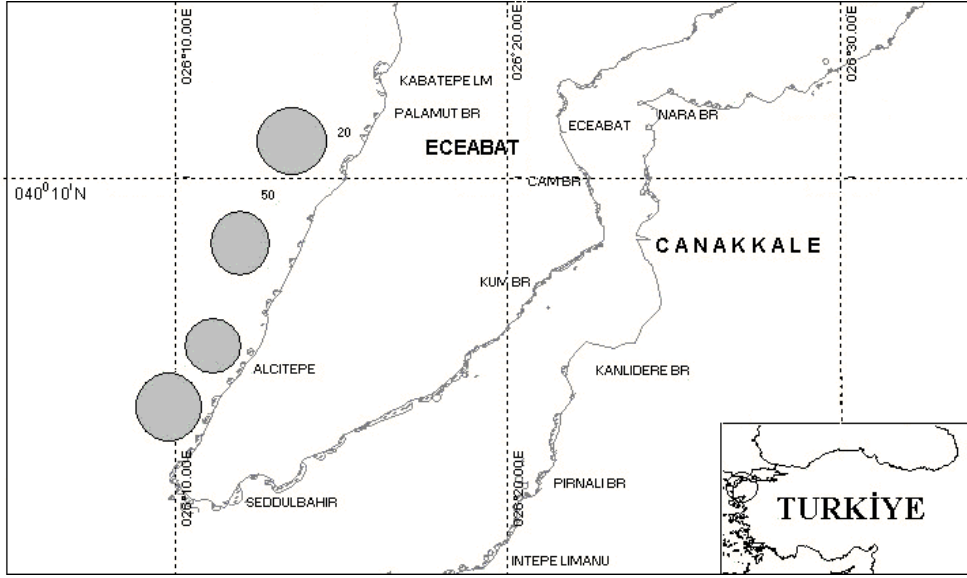 026°10.00E
026°20.00E
026°30.00E
KABATEPE LM
PALAMUT BR
20
ECEABAT
ECEABAT
NARA BR
CAM BR
040⁰10'N
50
CANAKKALE
KUM BR
ALCITEPE
KANLIDERE BR
026°10.00E
026°20.00E
SEDDULBAHIR
PIRNALI BR
TURKİYE
INTEPE LIMANU